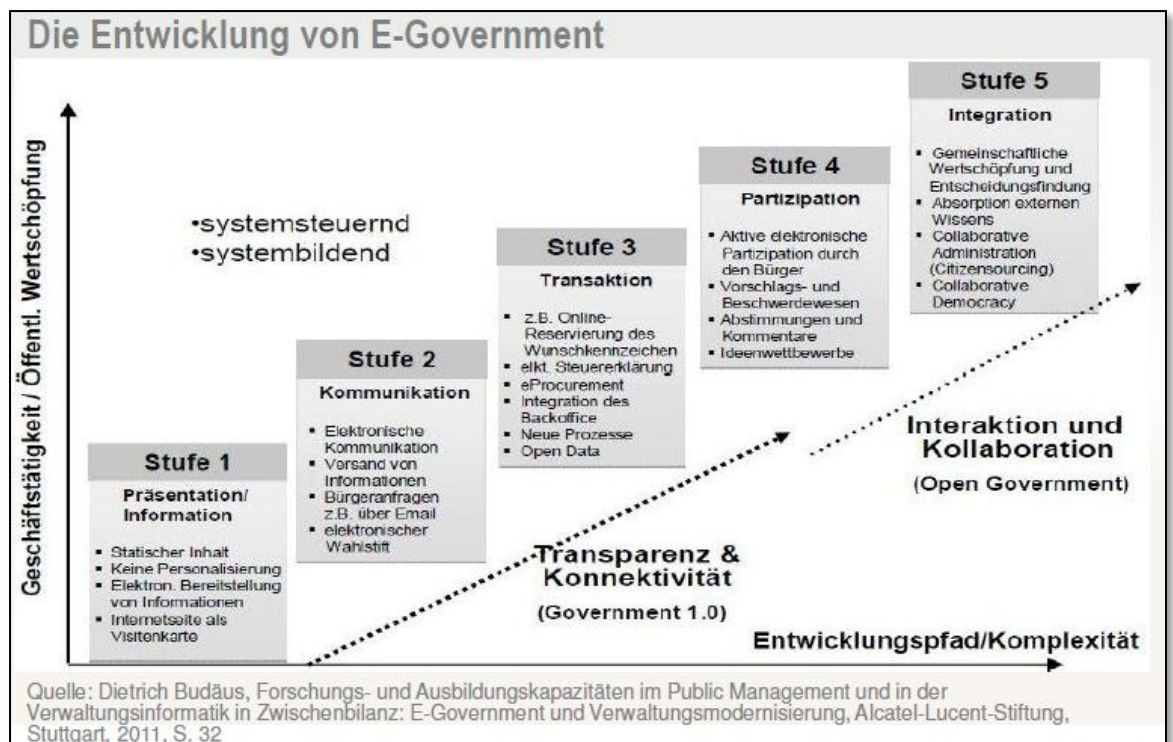 Die Entwicklung von E-Government
Geschäftstätigkeit / Öffentl. Wertschöpfung
•systemsteuernd
•systembildend
Stufe 1
Präsentation/
Information
▪ Statischer Inhalt
▪ Keine Personalisierung
▪ Elektron. Bereitstellung
von Informationen
▪ Internetseite als
Visitenkarte
Stufe 2
Kommunikation
▪ Elektronische
Kommunikation
▪ Versand von
Informationen
▪ Bürgeranfragen
z.B. über Email
▪ elektronischer
Wahlstift
Stufe 3
Transaktion
▪ z.B. Online-
Reservierung des
Wunschkennzeichen
▪ elkt. Steuererklärung
▪ eProcurement
▪ Integration des
Backoffice
▪ Neue Prozesse
▪ Open Data
Stufe 4
Partizipation
▪ Aktive elektronische
Partizipation durch
den Bürger
▪ Vorschlags- und
Beschwerdewesen
▪ Abstimmungen und
Kommentare
▪ Ideenwettbewerbe
Stufe 5
Integration
▪ Gemeinschaftliche
Wertschöpfung und
Entscheidungsfindung
▪ Absorption externen
Wissens
▪ Collaborative
Administration
(Citizensourcing)
▪ Collaborative
Democracy
Transparenz &
Konnektivität
(Government 1.0)
Interaktion und
Kollaboration
(Open Government)
Entwicklungspfad/Komplexität
Quelle: Dietrich Budäus, Forschungs- und Ausbildungskapazitäten im Public Management und in der
Verwaltungsinformatik in Zwischenbilanz: E-Government und Verwaltungsmodernisierung, Alcatel-Lucent-Stiftung,
Stuttgart, 2011, S. 32